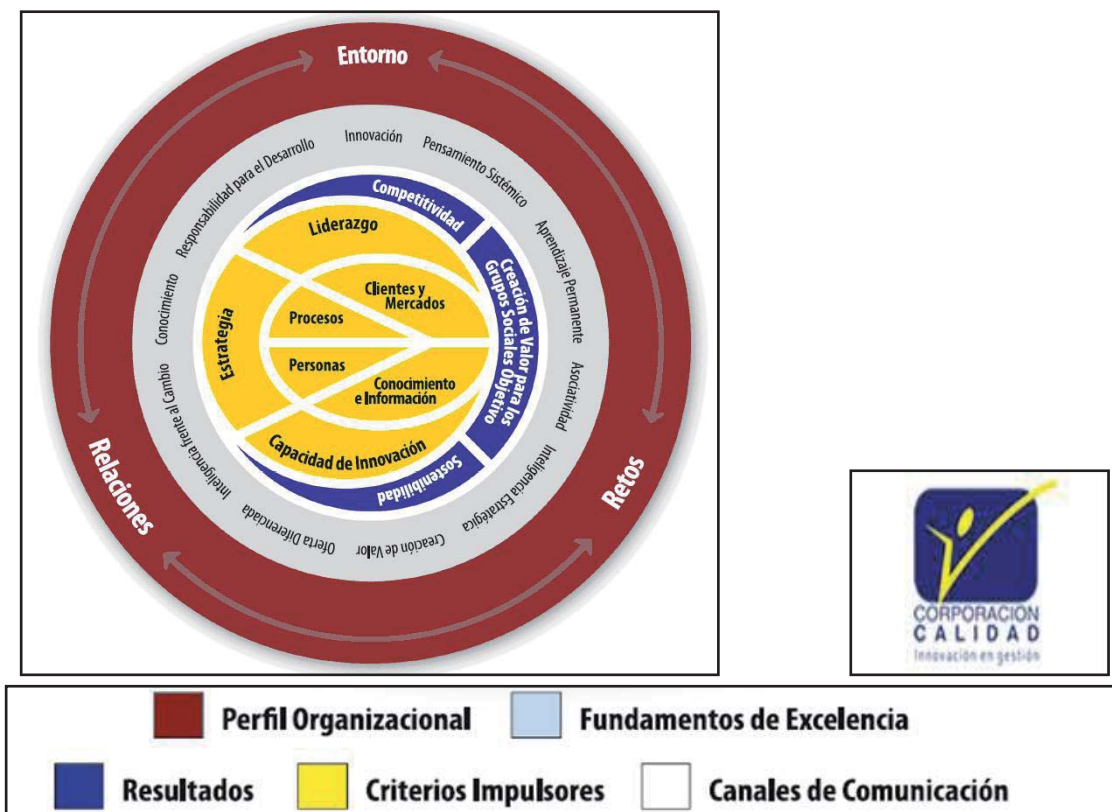 Entorno
Innovación
Pensamiento Sistémico
Aprendizaje Permanente
Asociatividad
Inteligencia Estratégica
Creación de Valor
Oferta Diferenciada
Inteligencia frente al Cambio
Conocimiento
Responsabilidad para el Desarrollo
Competitividad
Creación de Valor para los
Grupos Sociales Objetivo
Sostenibilidad
Liderazgo
Estrategia
Clientes y
Mercados
Procesos
Personas
Conocimiento
e Información
Capacidad de Innovación
Relaciones
Retos
CORPORACION
CALIDAD
Innovación en gestión
Perfil Organizacional
Fundamentos de Excelencia
Resultados
Criterios Impulsores
Canales de Comunicación